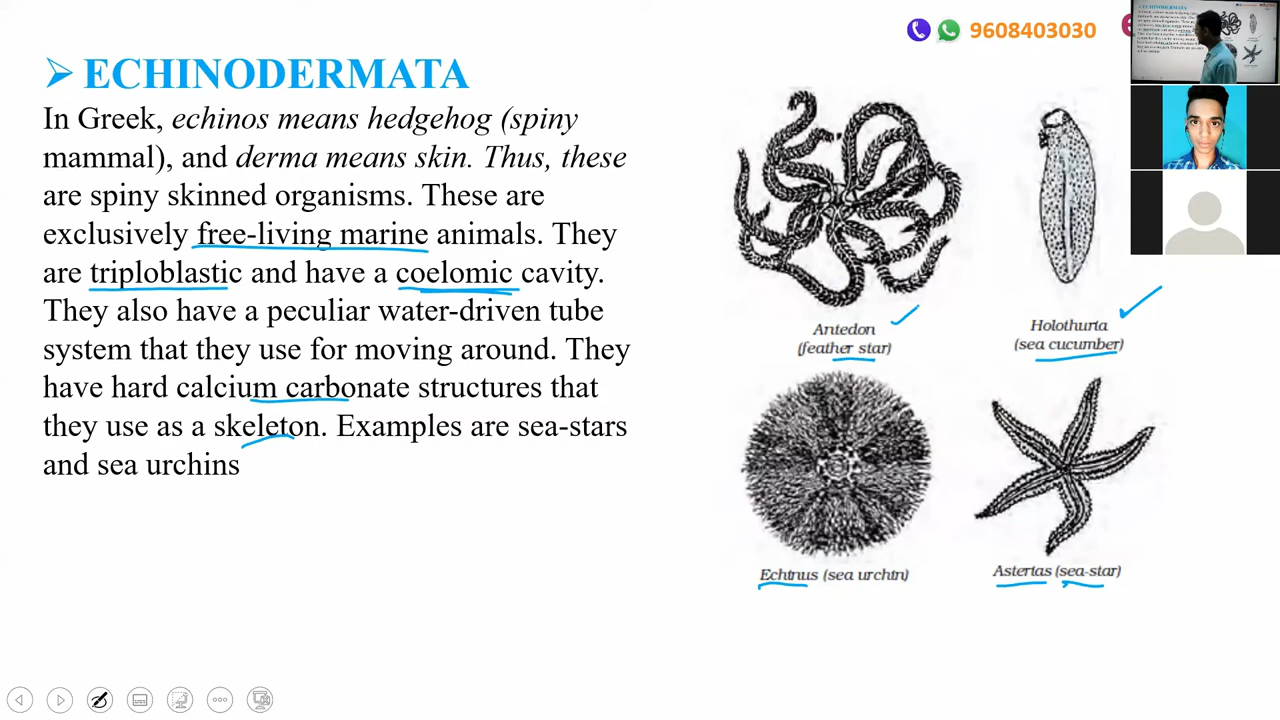 9608403030
ECHINODERMATA
In Greek, echinos means hedgehog (spiny
mammal), and derma means skin. Thus, these
are spiny skinned organisms. These are
exclusively free-living marine animals. They
are triploblastic and have a coelomic cavity.
They also have a peculiar water-driven tube
system that they use for moving around. They
have hard calcium carbonate structures that
they use as a skeleton. Examples are sea-stars
and sea urchins
Antedon
(feather star)
Holothuria
(sea cucumber)
Echinus (sea urchin)
Asterias (sea-star)